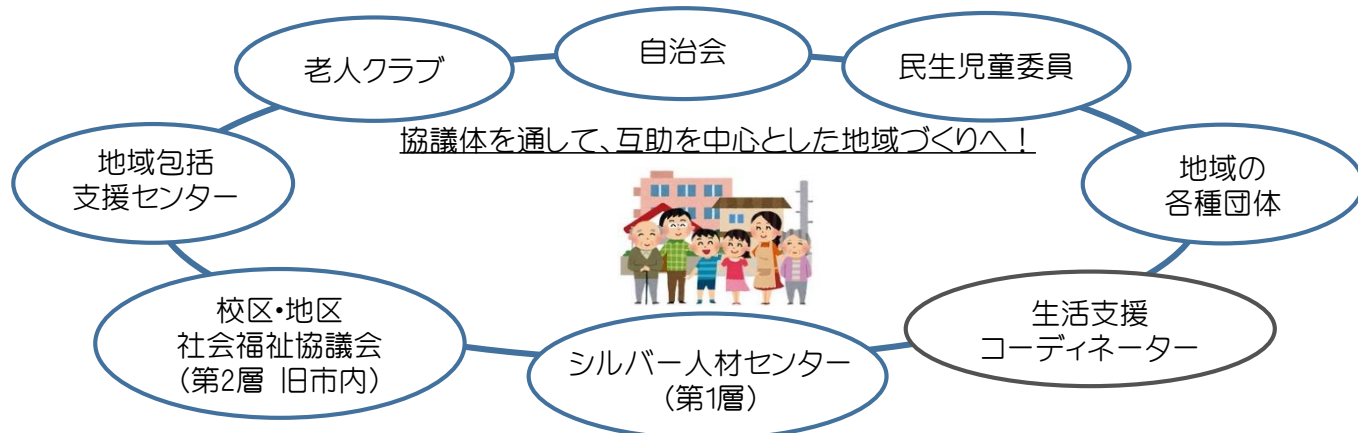 自治会
老人クラブ
民生児童委員
協議体を通して、互助を中心とした地域づくりへ！
地域包括
支援センター
地域の
各種団体
校区・地区
社会福祉協議会
（第2層 旧市内）
シルバー人材センター
（第1層）
生活支援
コーディネーター